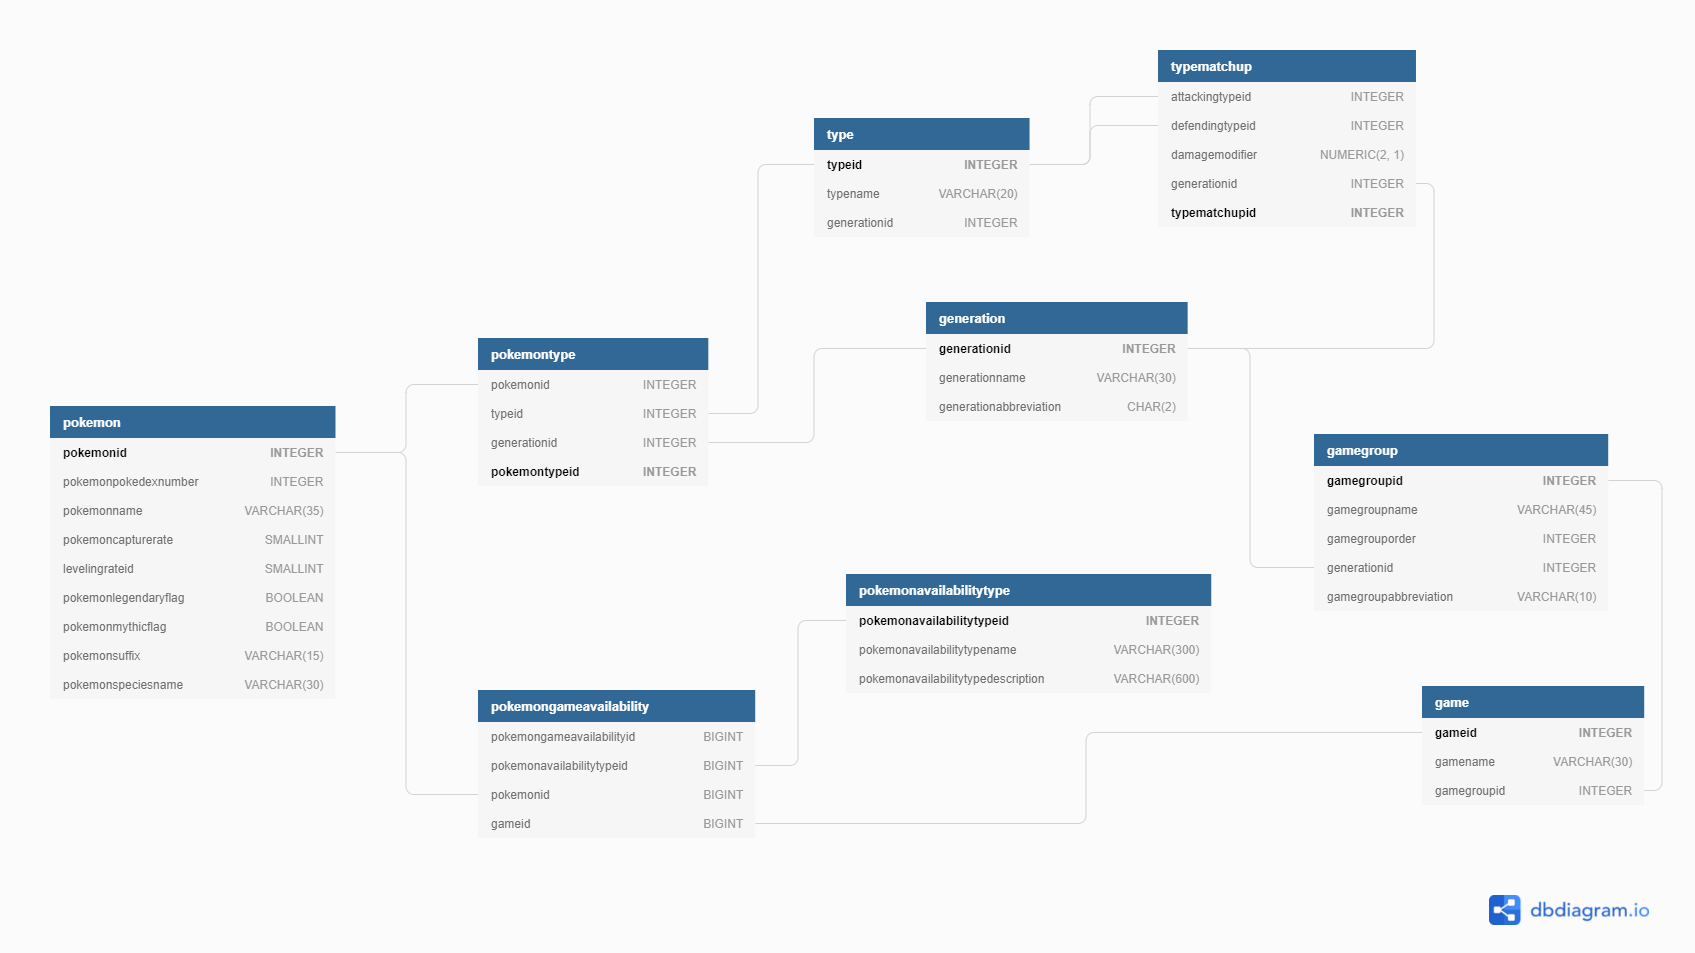 typematchup
attackingtypeid INTEGER
defendingtypeid INTEGER
damagemodifier NUMERIC(2, 1)
generationid INTEGER
typematchupid INTEGER
type
typeid INTEGER
typename VARCHAR(20)
generationid INTEGER
generation
generationid INTEGER
generationname VARCHAR(30)
generationabbreviation CHAR(2)
pokemontype
pokemonid INTEGER
typeid INTEGER
generationid INTEGER
pokemontypeid INTEGER
pokemon
pokemonid INTEGER
pokemonpokedexnumber INTEGER
pokemonname VARCHAR(35)
pokemoncapturerate SMALLINT
levelingrateid SMALLINT
pokemonlegendaryflag BOOLEAN
pokemonmythicflag BOOLEAN
pokemonsuffix VARCHAR(15)
pokemonspeciesname VARCHAR(30)
gamegroup
gamegroupid INTEGER
gamegroupname VARCHAR(45)
gamegrouporder INTEGER
generationid INTEGER
gamegroupabbreviation VARCHAR(10)
pokemonavailabilitytype
pokemonavailabilitytypeid INTEGER
pokemonavailabilitytypename VARCHAR(300)
pokemonavailabilitytypedescription VARCHAR(600)
pokemongameavailability
pokemongameavailabilityid BIGINT
pokemonavailabilitytypeid BIGINT
pokemonid BIGINT
gameid BIGINT
game
gameid INTEGER
gamename VARCHAR(30)
gamegroupid INTEGER
dbdiagram.io